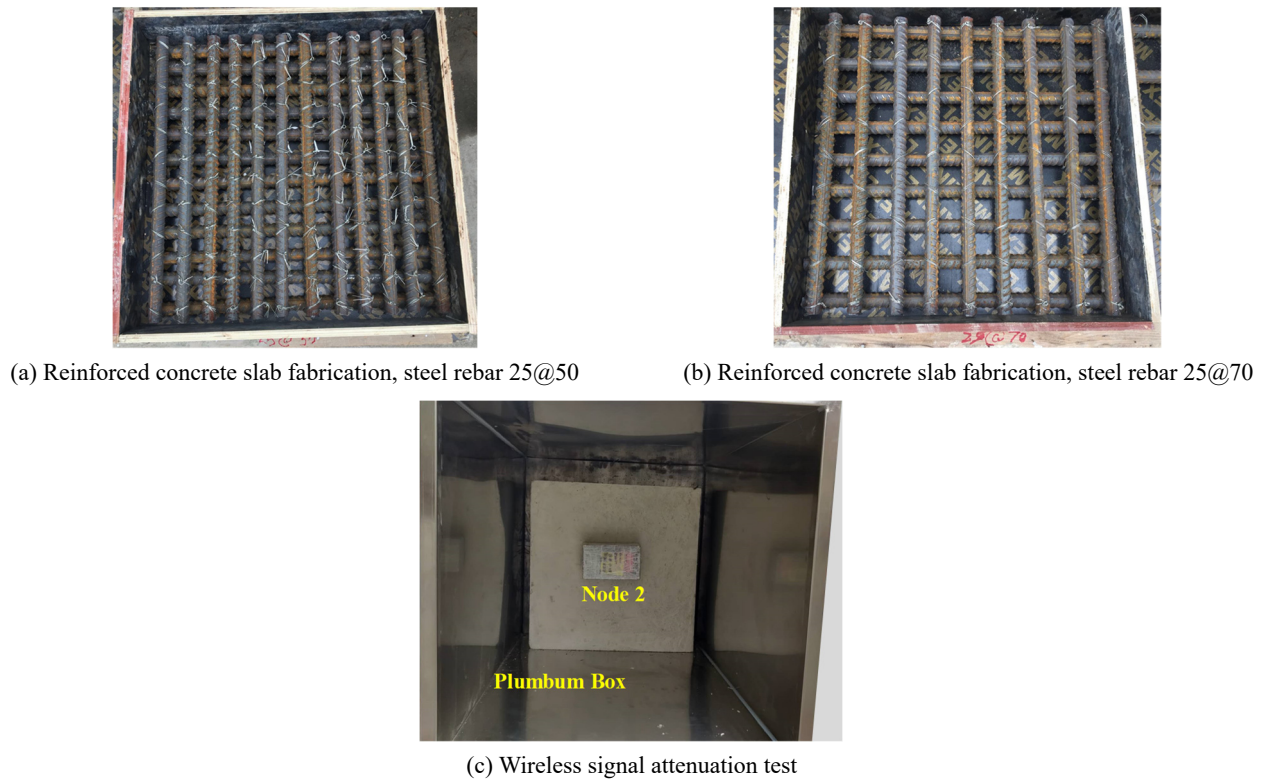 (a) Reinforced concrete slab fabrication, steel rebar 25@50
(b) Reinforced concrete slab fabrication, steel rebar 25@70
Node 2
Plumbum Box
(c) Wireless signal attenuation test